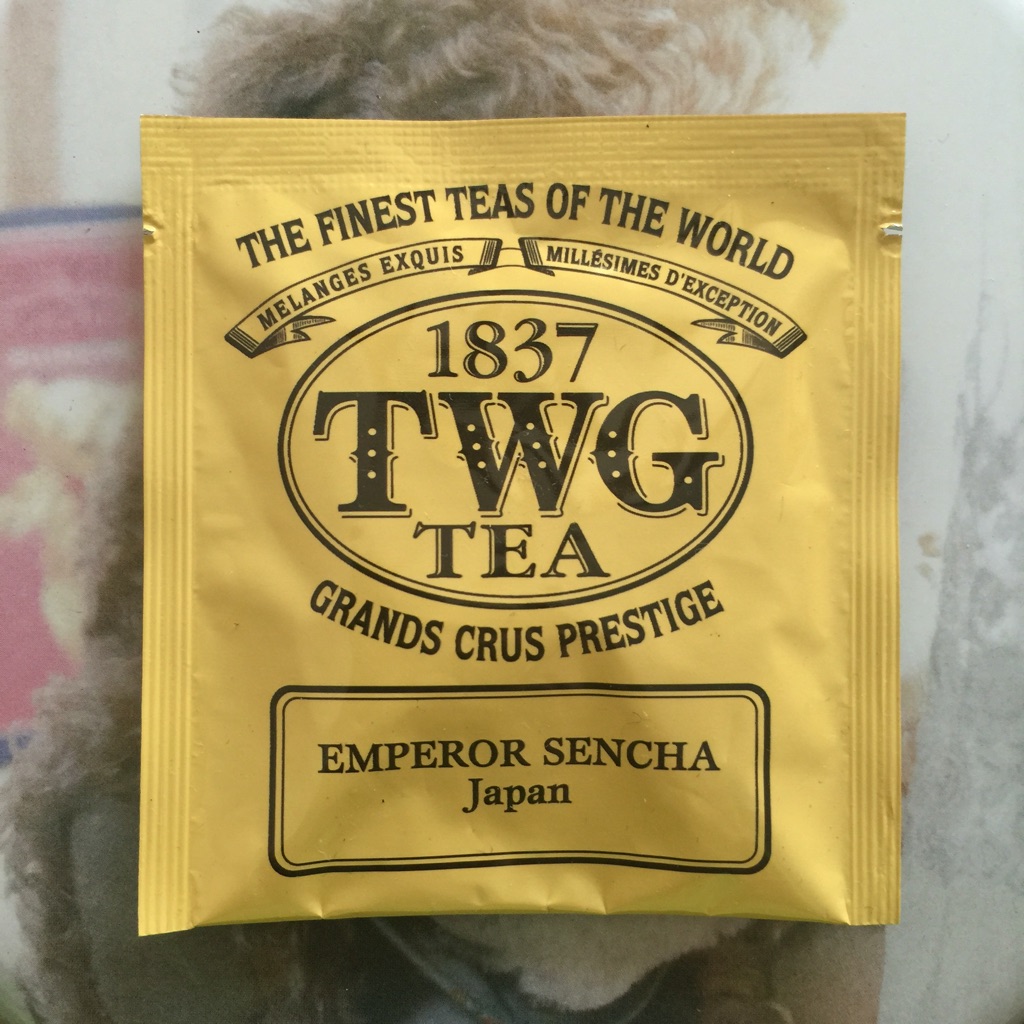 THE FINEST TEAS OF THE WORLD
MELANGES EXQUIS MILLÉSIMES D'EXCEPTION
1837
TWG
TEA
GRANDS CRUS PRESTIGE
EMPEROR SENCHA
Japan